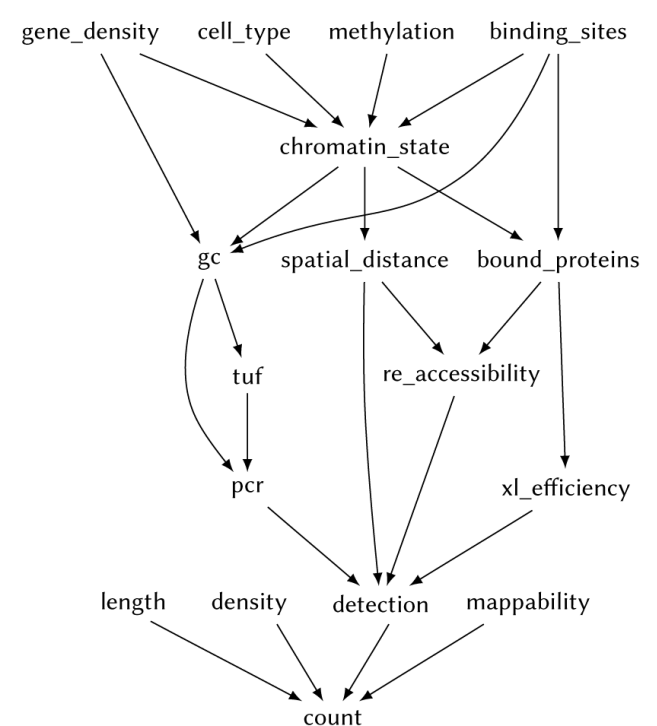 gene_density cell_type methylation binding_sites
chromatin_state
gc spatial_distance bound_proteins
tuf re_accessibility
pcr xl_efficiency
length density detection mappability
count